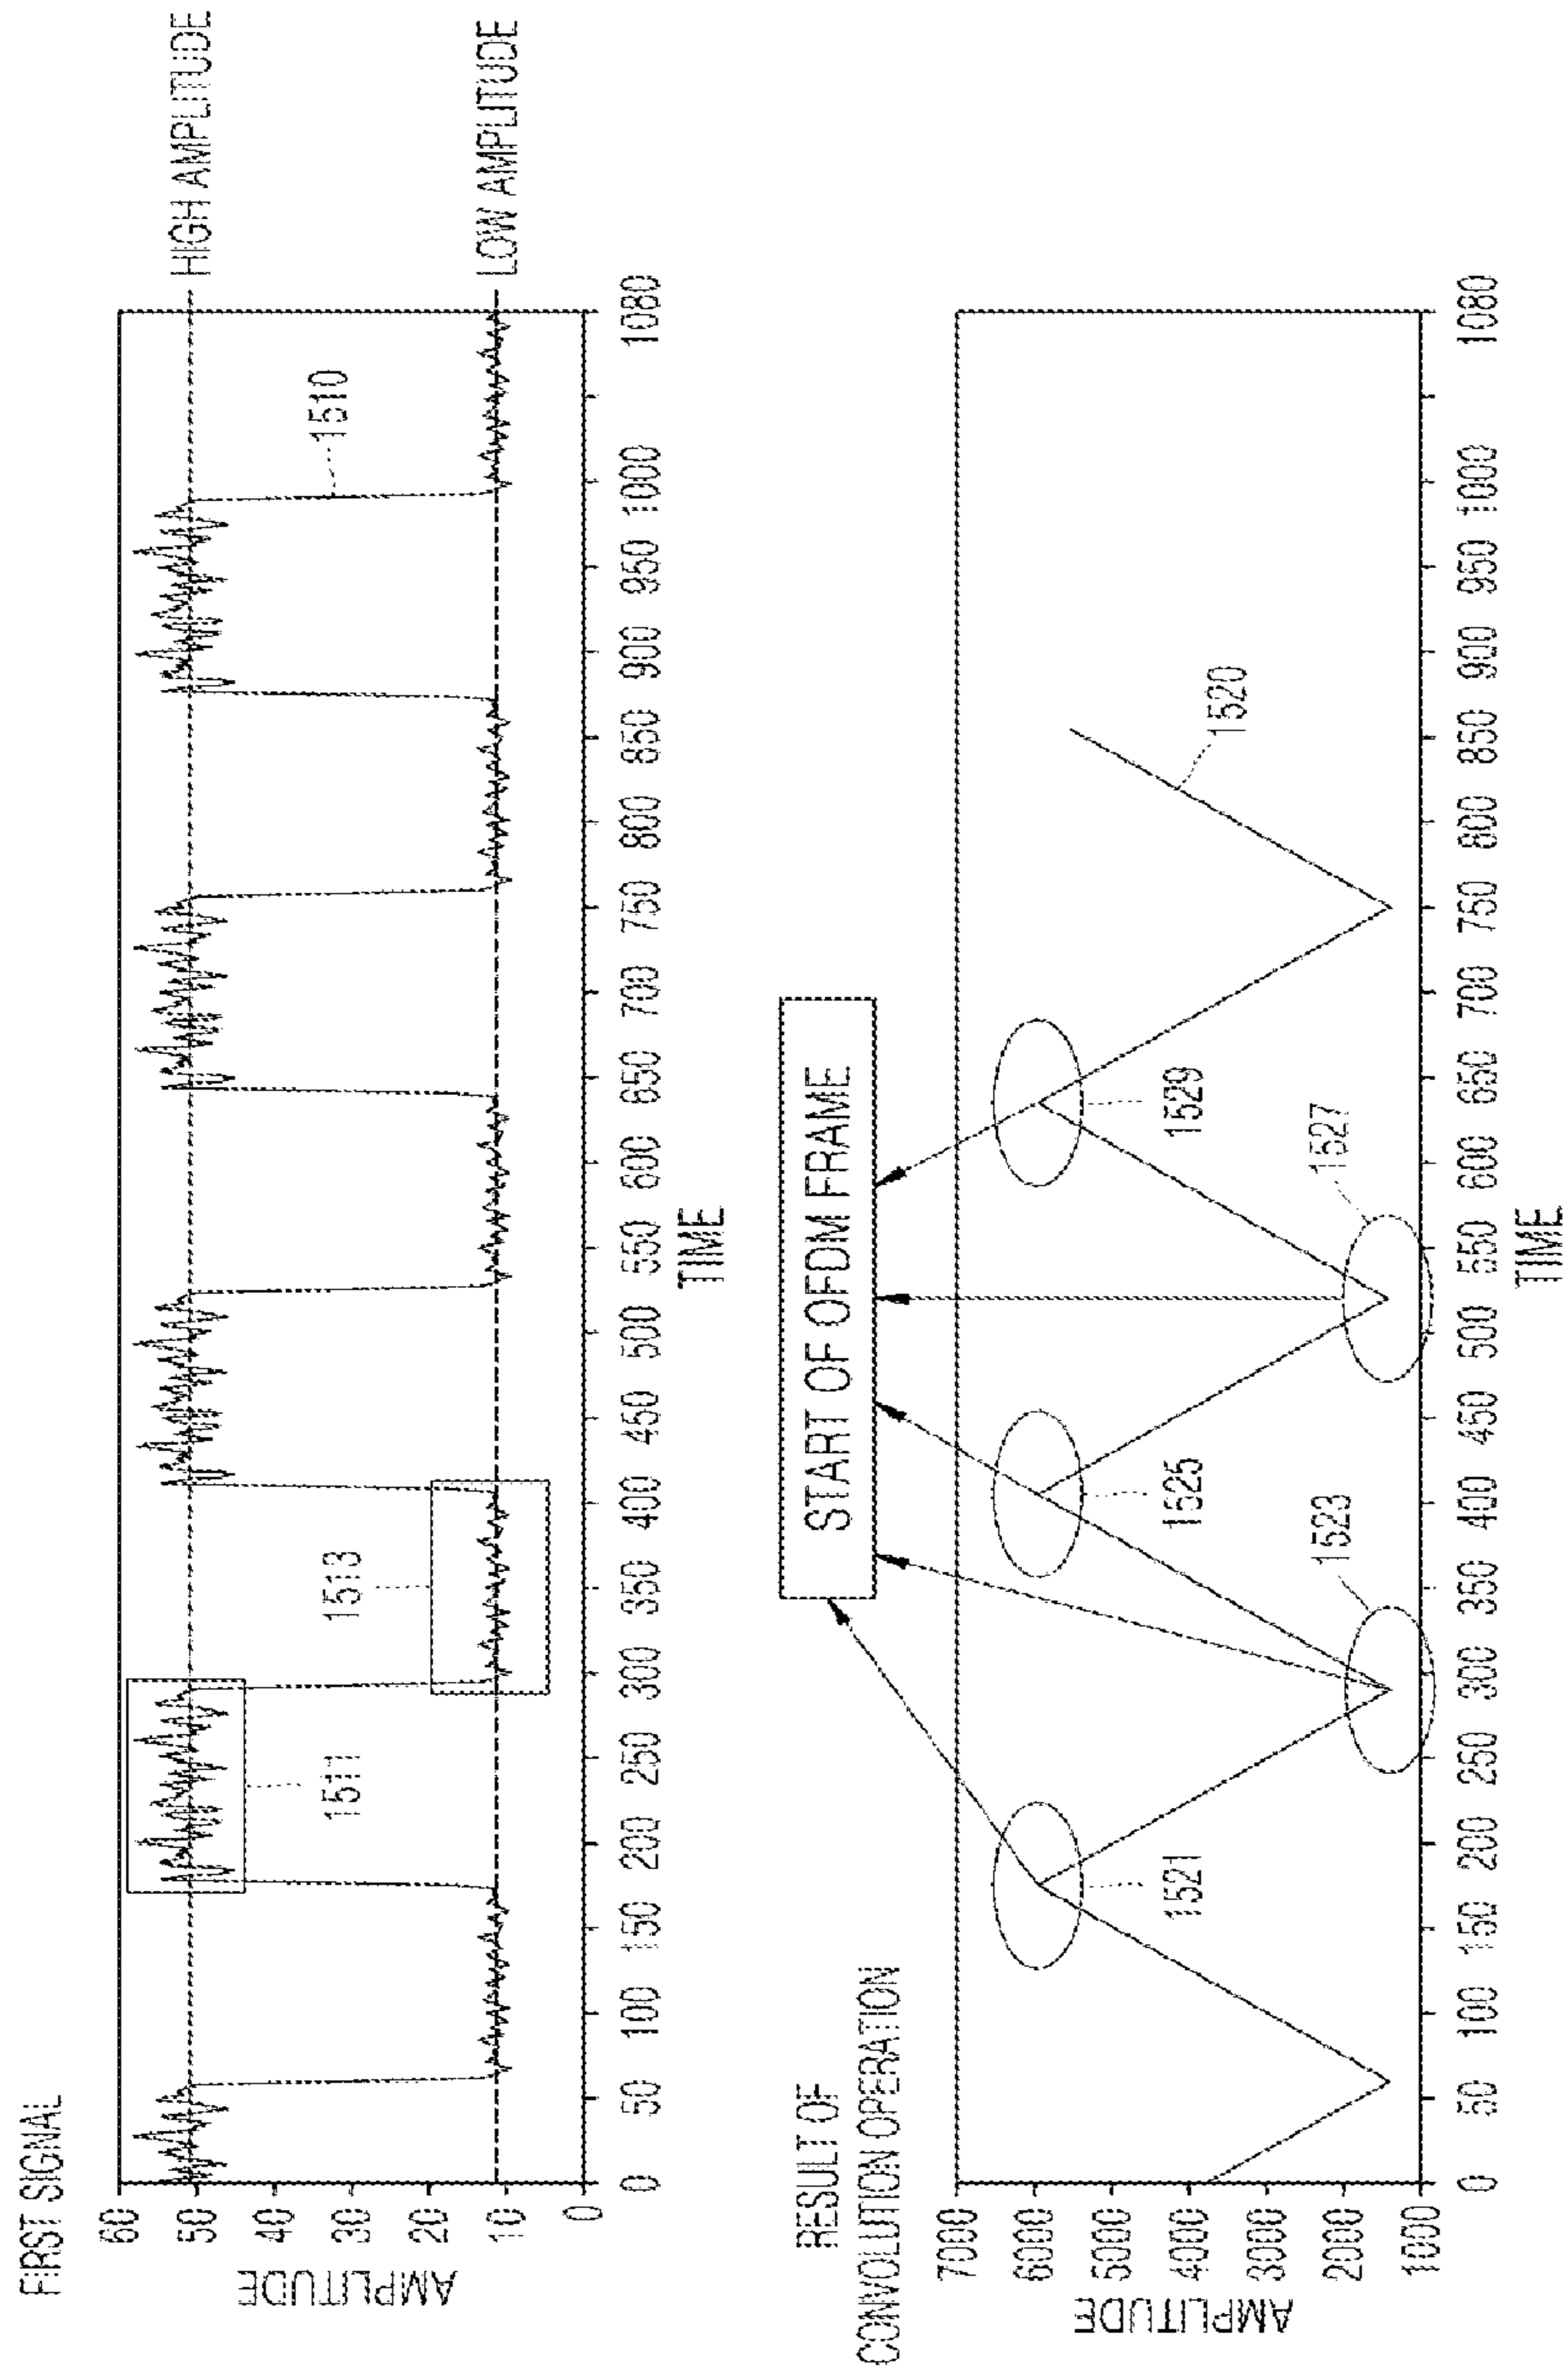 FIRST SIGNAL
HIGH AMPLITUDE
LOW AMPLITUDE
AMPLITUDE
60
50
40
30
20
10
0
1511
1513
1510
0 50 100 150 200 250 300 350 400 450 500 550 600 650 700 750 800 850 900 950 1000 1080
TIME
RESULT OF
CONVOLUTION OPERATION
START OF OFDM FRAME
AMPLITUDE
7000
6000
5000
4000
3000
2000
1000
1521
1523
1525
1527
1529
1520
0 50 100 150 200 250 300 350 400 450 500 550 600 650 700 750 800 850 900 950 1000 1080
TIME